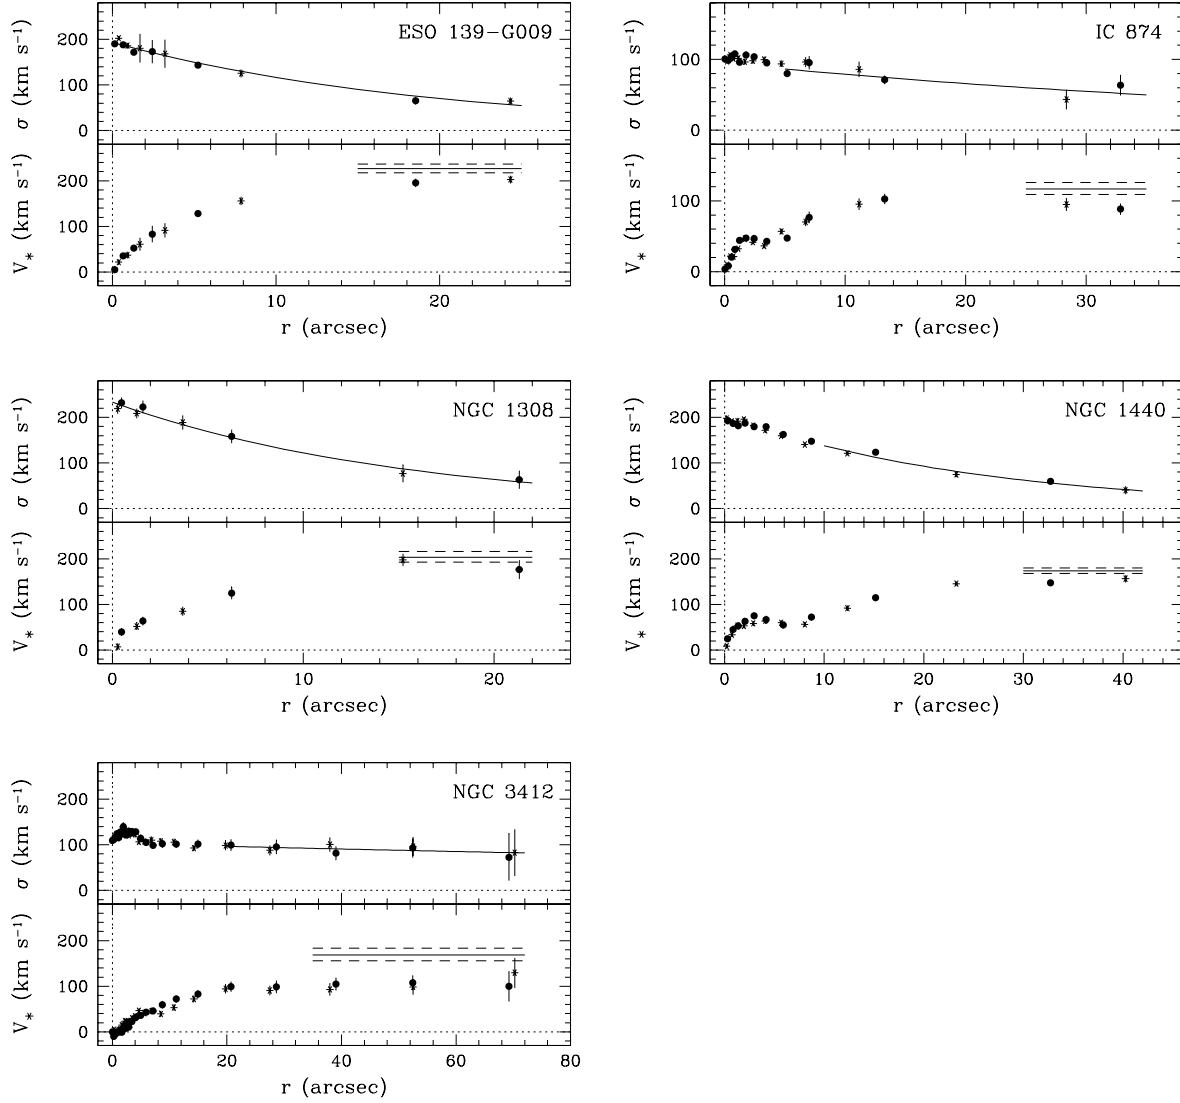 ESO 139-G009
σ (km s⁻¹)
200
100
0
V* (km s⁻¹)
200
100
0
0 10 20
r (arcsec)
IC 874
σ (km s⁻¹)
100
0
V* (km s⁻¹)
100
0
0 10 20 30
r (arcsec)
NGC 1308
σ (km s⁻¹)
200
100
0
V* (km s⁻¹)
200
100
0
0 10 20
r (arcsec)
NGC 1440
σ (km s⁻¹)
200
100
0
V* (km s⁻¹)
200
100
0
0 10 20 30 40
r (arcsec)
NGC 3412
σ (km s⁻¹)
200
100
0
V* (km s⁻¹)
200
100
0
0 20 40 60 80
r (arcsec)